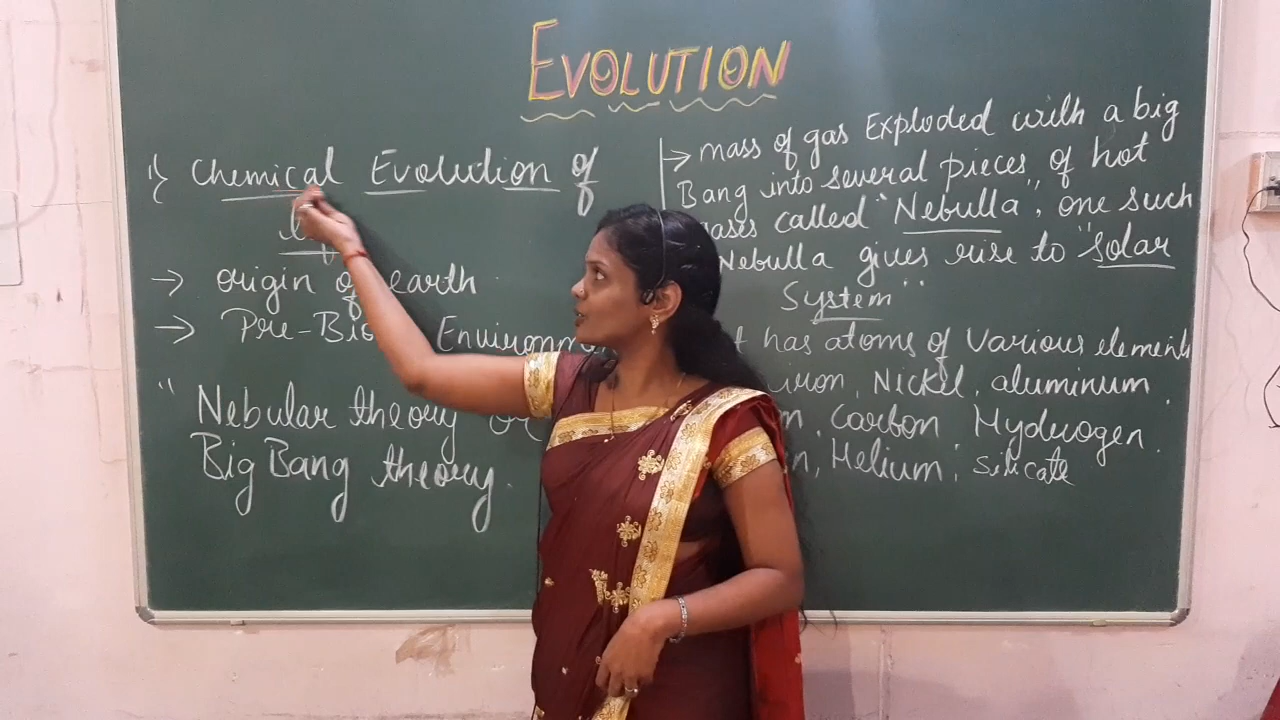 EVOLUTION
1} Chemical Evolution of
→ origin of earth
→ Pre-Bio Environm
" Nebular theory or
Big Bang theory.
→ mass of gas Exploded with a big
Bang into several pieces of hot
gases called "Nebulla", one such
Nebulla gives rise to "solar
System"
has atoms of Various elements
iron, Nickel, aluminum,
Carbon, Hydrogen.
Helium, Silicate